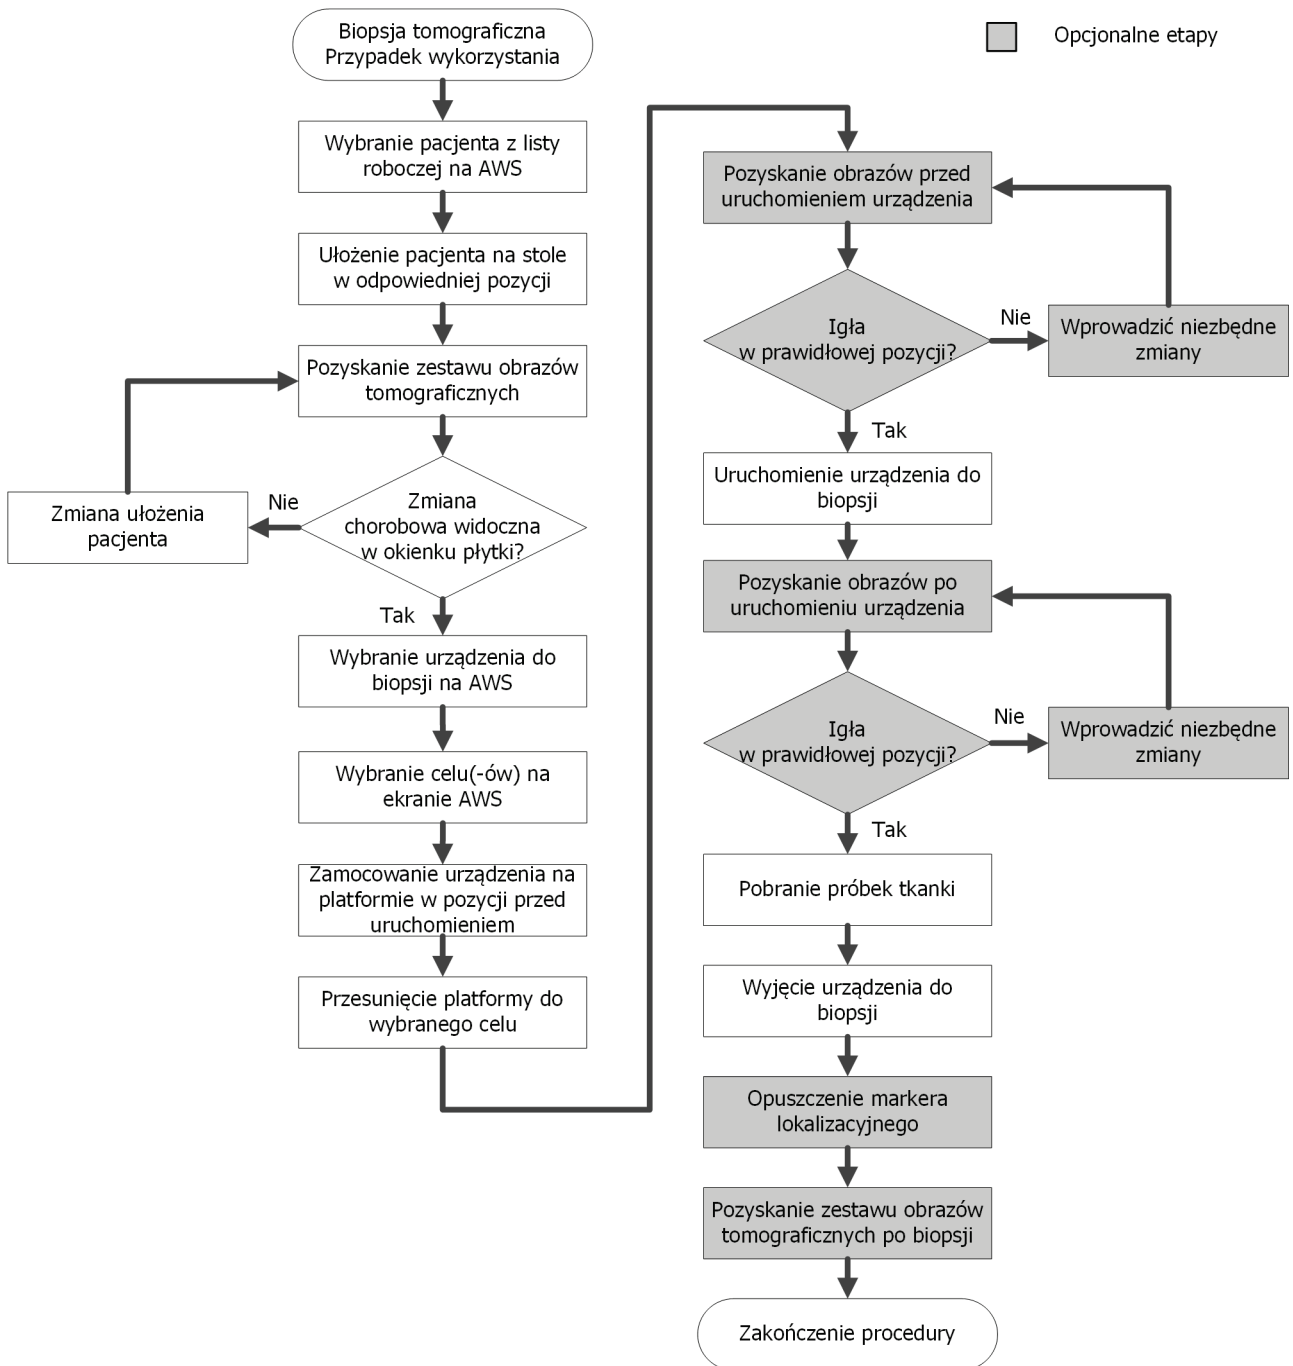 Biopsja tomograficzna
Przypadek wykorzystania
Opcjonalne etapy
Wybranie pacjenta z listy
roboczej na AWS
Ułożenie pacjenta na stole
w odpowiedniej pozycji
Pozyskanie zestawu obrazów
tomograficznych
Zmiana
chorobowa widoczna
w okienku płytki?
Nie
Zmiana ułożenia
pacjenta
Tak
Wybranie urządzenia do
biopsji na AWS
Wybranie celu(-ów) na
ekranie AWS
Zamocowanie urządzenia na
platformie w pozycji przed
uruchomieniem
Przesunięcie platformy do
wybranego celu
Pozyskanie obrazów przed
uruchomieniem urządzenia
Igła
w prawidłowej pozycji?
Nie
Wprowadzić niezbędne
zmiany
Tak
Uruchomienie urządzenia do
biopsji
Pozyskanie obrazów po
uruchomieniu urządzenia
Igła
w prawidłowej pozycji?
Nie
Wprowadzić niezbędne
zmiany
Tak
Pobranie próbek tkanki
Wyjęcie urządzenia do
biopsji
Opuszczenie markera
lokalizacyjnego
Pozyskanie zestawu obrazów
tomograficznych po biopsji
Zakończenie procedury